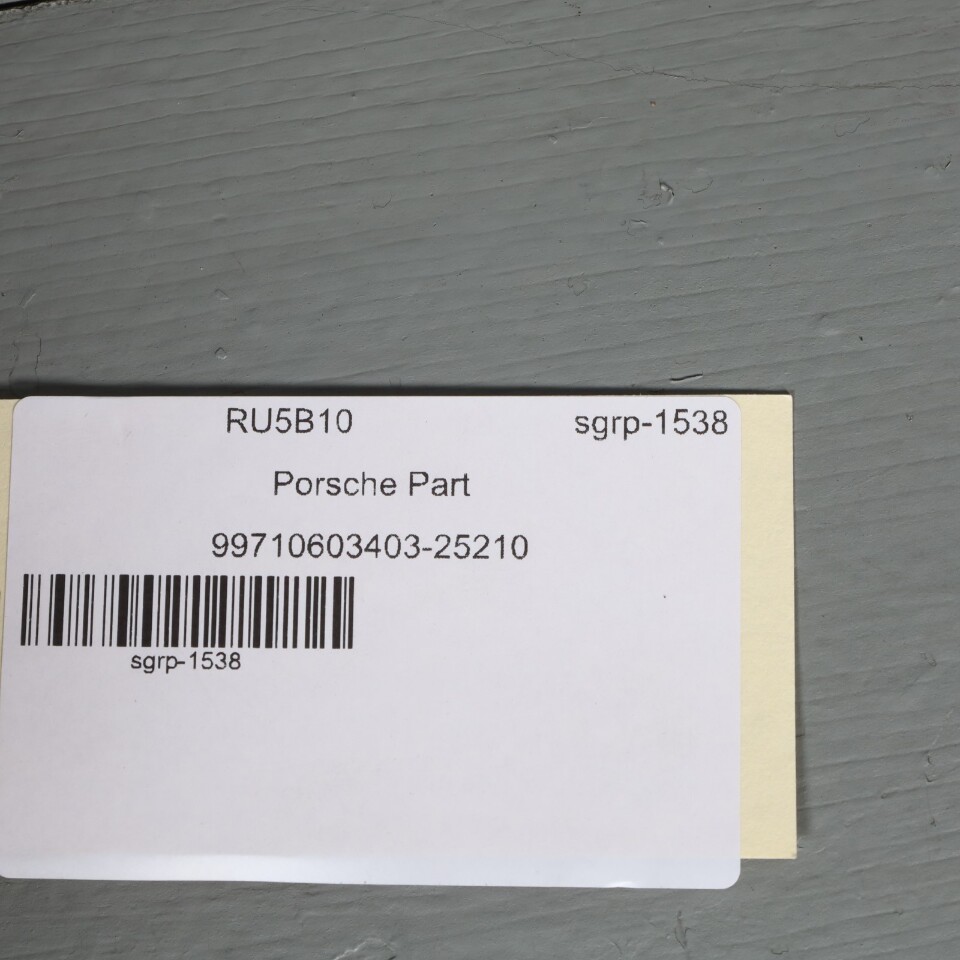 RU5B10 sgrp-1538
Porsche Part
99710603403-25210
sgrp-1538